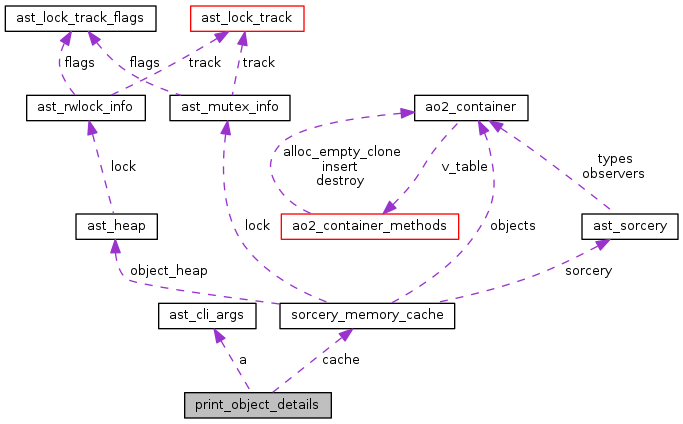 ast_lock_track_flags
ast_lock_track
flags
flags
track
track
ast_rwlock_info
ast_mutex_info
ao2_container
alloc_empty_clone
insert
destroy
types
observers
lock
v_table
ast_heap
lock
ao2_container_methods
objects
ast_sorcery
object_heap
sorcery
ast_cli_args
sorcery_memory_cache
a
cache
print_object_details